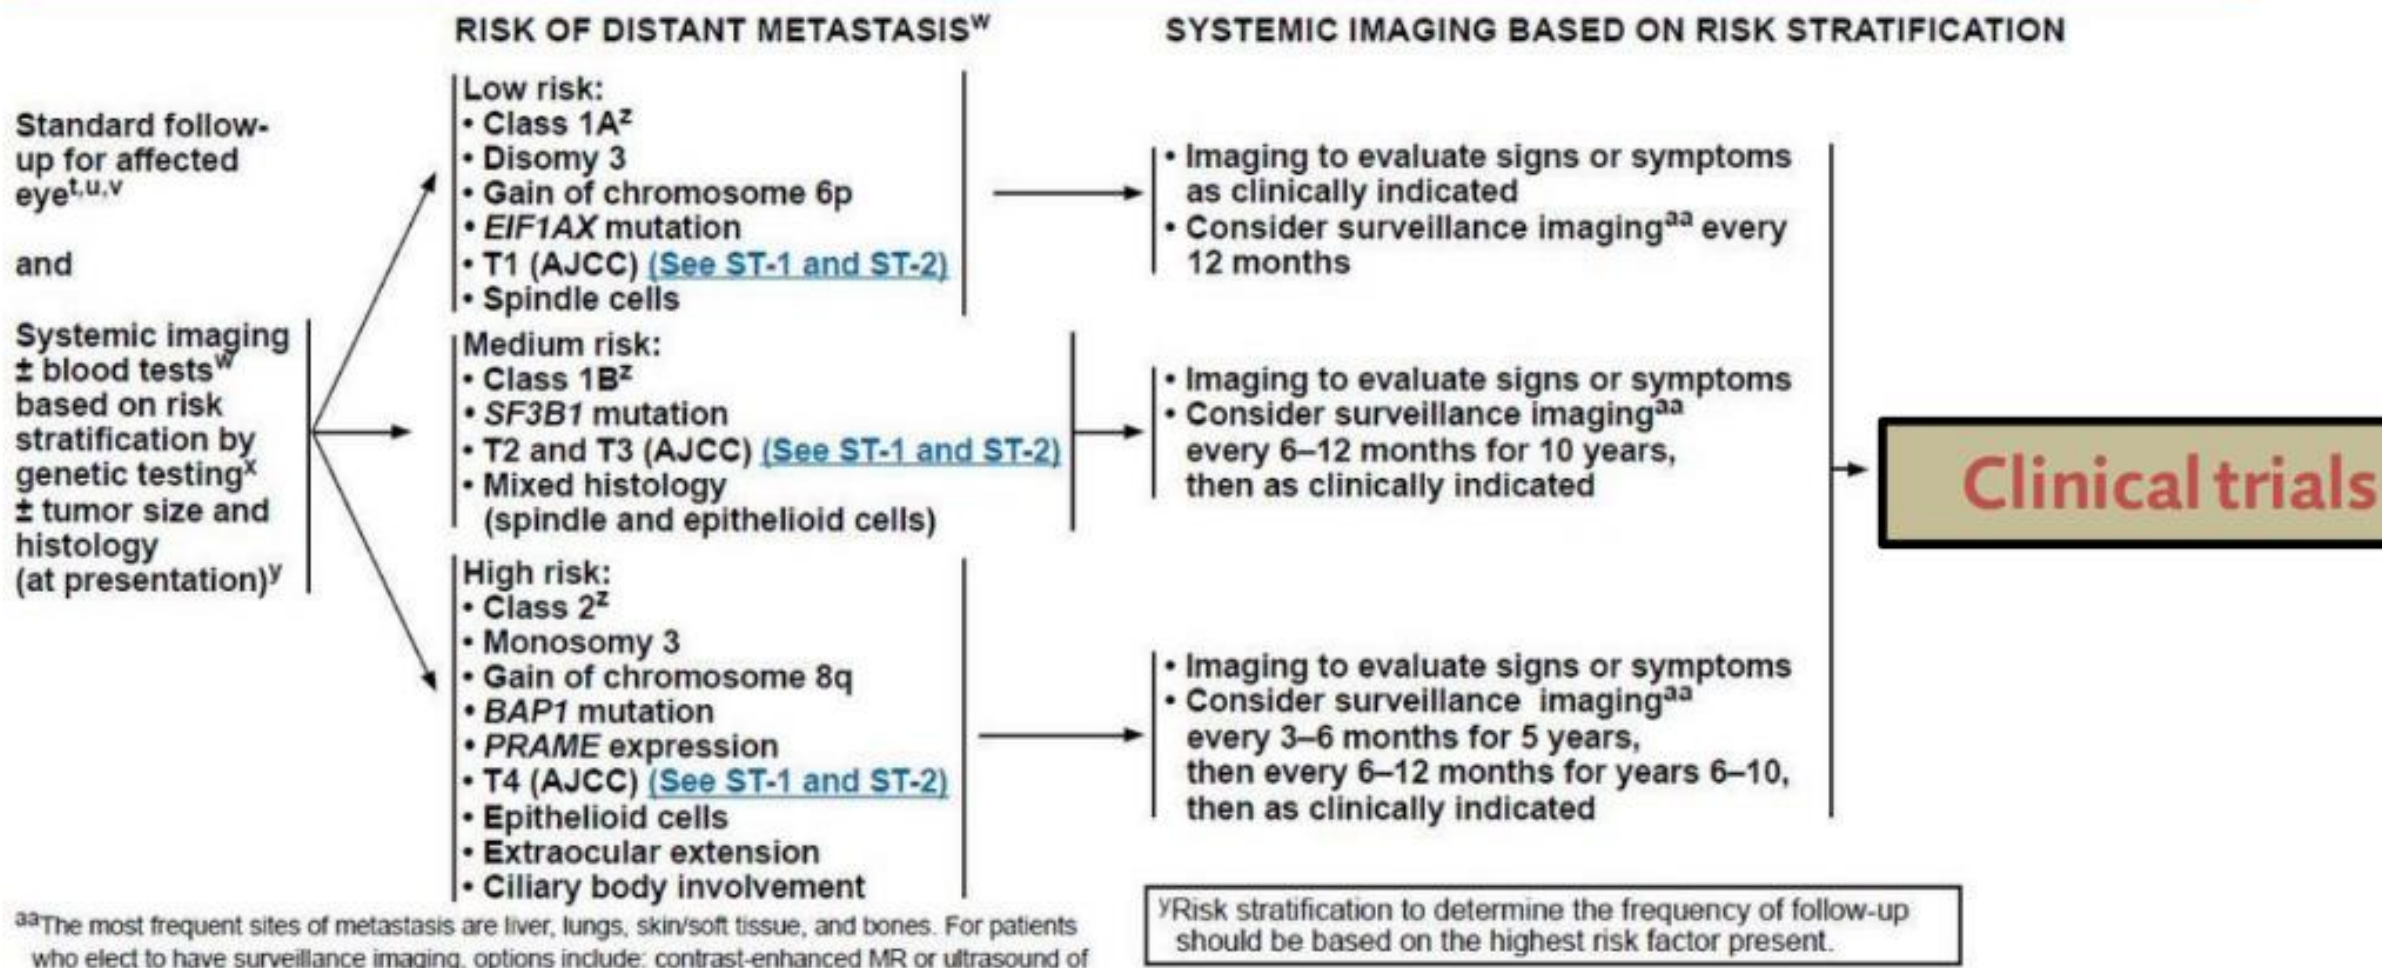 RISK OF DISTANT METASTASISʷ
SYSTEMIC IMAGING BASED ON RISK STRATIFICATION
Standard follow-
up for affected
eyeᵗ,ᵘ,ᵛ
and
Systemic imaging
± blood testsʷ
based on risk
stratification by
genetic testingˣ
± tumor size and
histology
(at presentation)ʸ
Low risk:
• Class 1Aᶻ
• Disomy 3
• Gain of chromosome 6p
• EIF1AX mutation
• T1 (AJCC) (See ST-1 and ST-2)
• Spindle cells
• Imaging to evaluate signs or symptoms
as clinically indicated
• Consider surveillance imagingᵃᵃ every
12 months
Medium risk:
• Class 1Bᶻ
• SF3B1 mutation
• T2 and T3 (AJCC) (See ST-1 and ST-2)
• Mixed histology
(spindle and epithelioid cells)
• Imaging to evaluate signs or symptoms
• Consider surveillance imagingᵃᵃ
every 6–12 months for 10 years,
then as clinically indicated
High risk:
• Class 2ᶻ
• Monosomy 3
• Gain of chromosome 8q
• BAP1 mutation
• PRAME expression
• T4 (AJCC) (See ST-1 and ST-2)
• Epithelioid cells
• Extraocular extension
• Ciliary body involvement
• Imaging to evaluate signs or symptoms
• Consider surveillance imagingᵃᵃ
every 3–6 months for 5 years,
then every 6–12 months for years 6–10,
then as clinically indicated
Clinical trials
ᵃᵃThe most frequent sites of metastasis are liver, lungs, skin/soft tissue, and bones. For patients
who elect to have surveillance imaging, options include: contrast-enhanced MR or ultrasound of
ʸRisk stratification to determine the frequency of follow-up
should be based on the highest risk factor present.